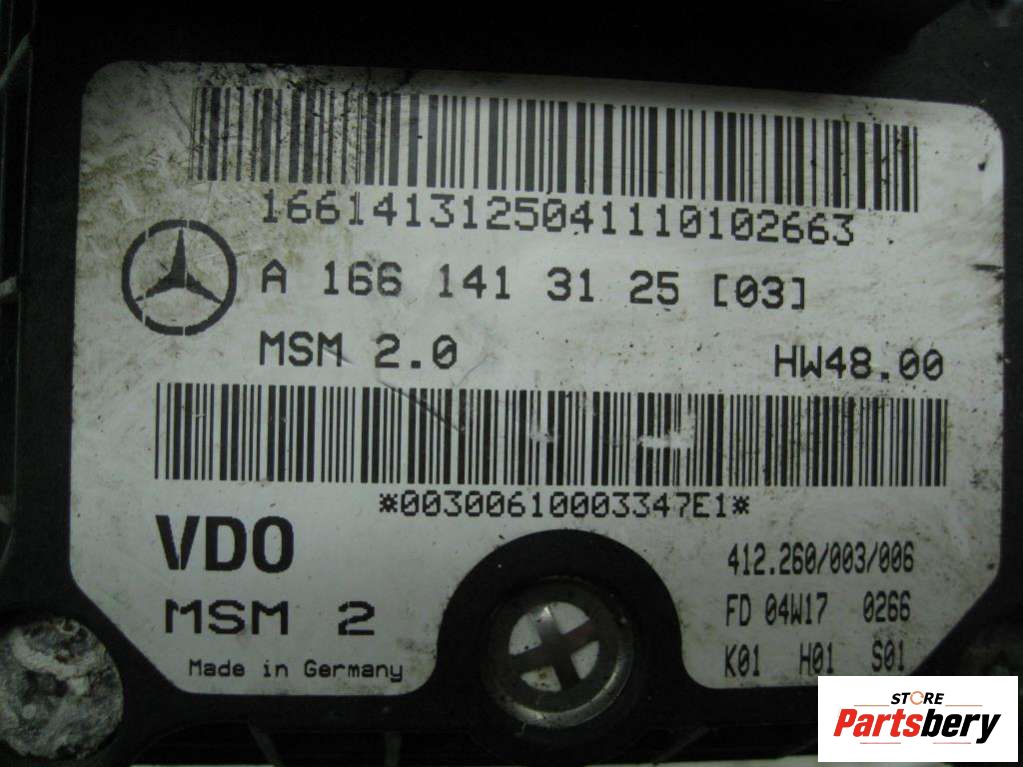 1661413125041110102663
A 166 141 31 25 [03]
MSM 2.0
HW48.00
*00300610003347E1*
VDO
MSM 2
Made in Germany
412.260/003/006
FD 04W17 0266
K01 H01 S01
STORE
Partsbery